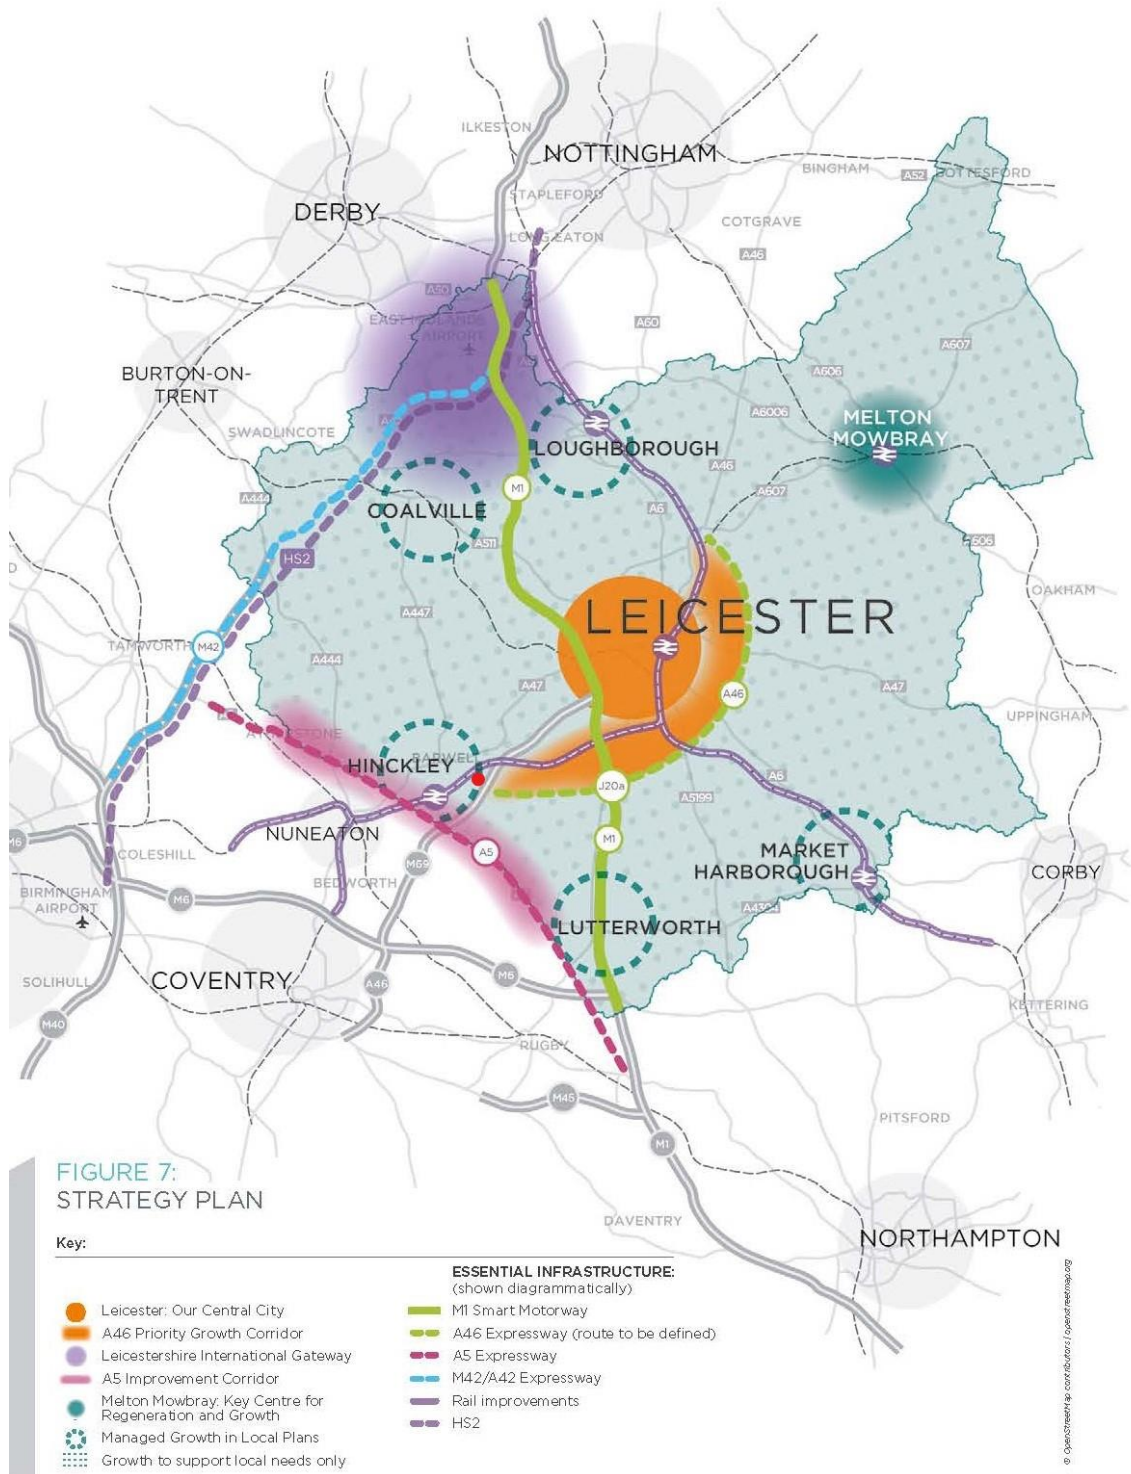 ILKESTON
NOTTINGHAM
BINGHAM
A52
BOTTESFORD
STAPLEFORD
DERBY
COTGRAVE
LONG EATON
A46
A50
EAST MIDLANDS
AIRPORT
A60
A607
BURTON-ON-
TRENT
A606
A6006
MELTON
MOWBRAY
SWADLINCOTE
LOUGHBOROUGH
A46
A444
M1
A607
COALVILLE
A6
A511
A606
HS2
OAKHAM
A447
LEICESTER
TAMWORTH
M42
A444
A47
A46
A47
UPPINGHAM
ATHERSTONE
BARWELL
HINCKLEY
J20a
A6
A5199
NUNEATON
M1
M6
COLESHILL
A5
MARKET
HARBOROUGH
M69
CORBY
BEDWORTH
BIRMINGHAM
AIRPORT
M6
A4304
LUTTERWORTH
SOLIHULL
COVENTRY
A46
M6
KETTERING
M40
RUGBY
M45
PITSFORD
M1
DAVENTRY
NORTHAMPTON
FIGURE 7:
STRATEGY PLAN
Key:
Leicester: Our Central City
A46 Priority Growth Corridor
Leicestershire International Gateway
A5 Improvement Corridor
Melton Mowbray: Key Centre for
Regeneration and Growth
Managed Growth in Local Plans
Growth to support local needs only
ESSENTIAL INFRASTRUCTURE:
(shown diagrammatically)
M1 Smart Motorway
A46 Expressway (route to be defined)
A5 Expressway
M42/A42 Expressway
Rail improvements
HS2
© OpenStreetMap contributors | openstreetmap.org